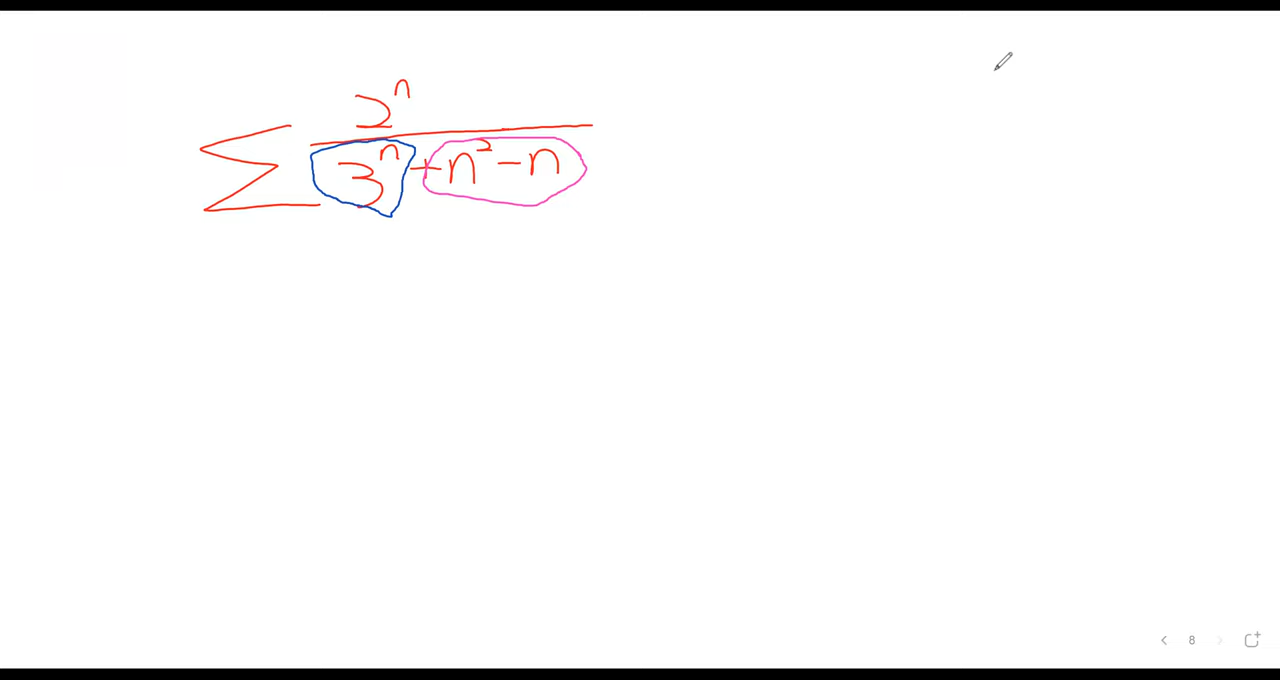 ∑ 2^n / (3^n + n^2 - n)
8